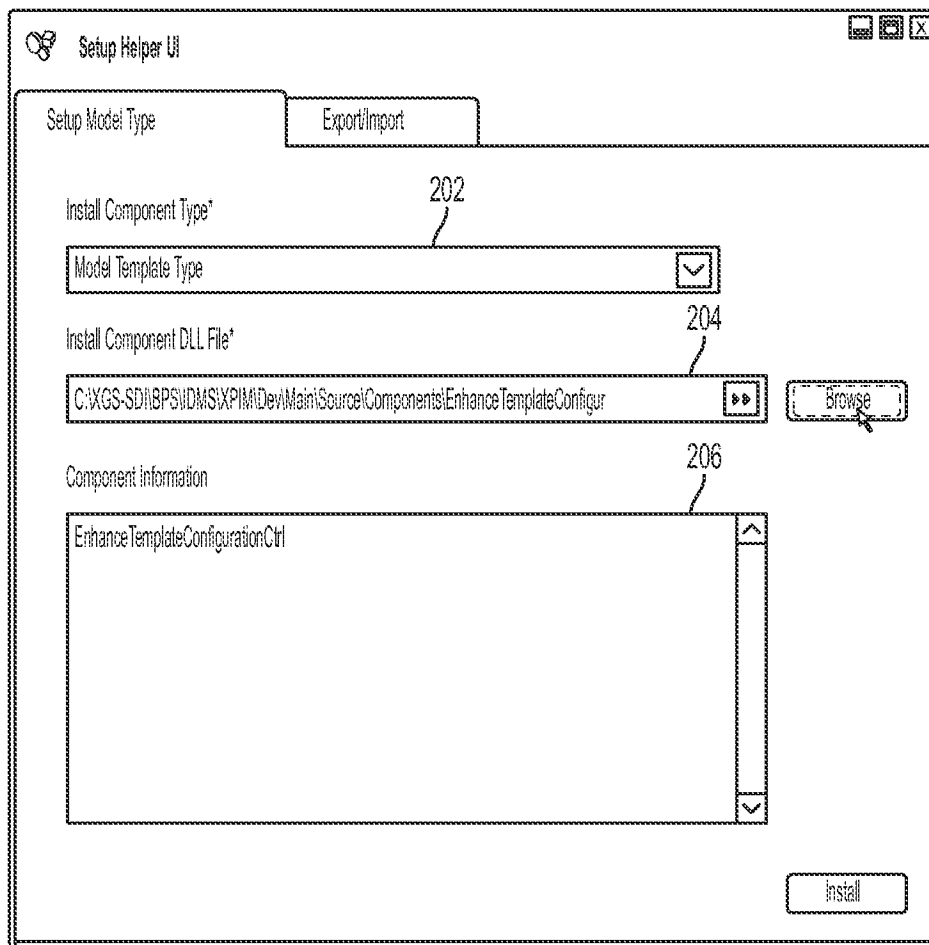 Setup Helper UI
X
Setup Model Type
Export/Import
202
Install Component Type*
Model Template Type
204
Install Component DLL File*
C:\XGS-SDI\BPS\IDMS\XPIM\Dev\Main\Source\Components\EnhanceTemplateConfigur
Browse
206
Component Information
EnhanceTemplateConfigurationCtrl
Install